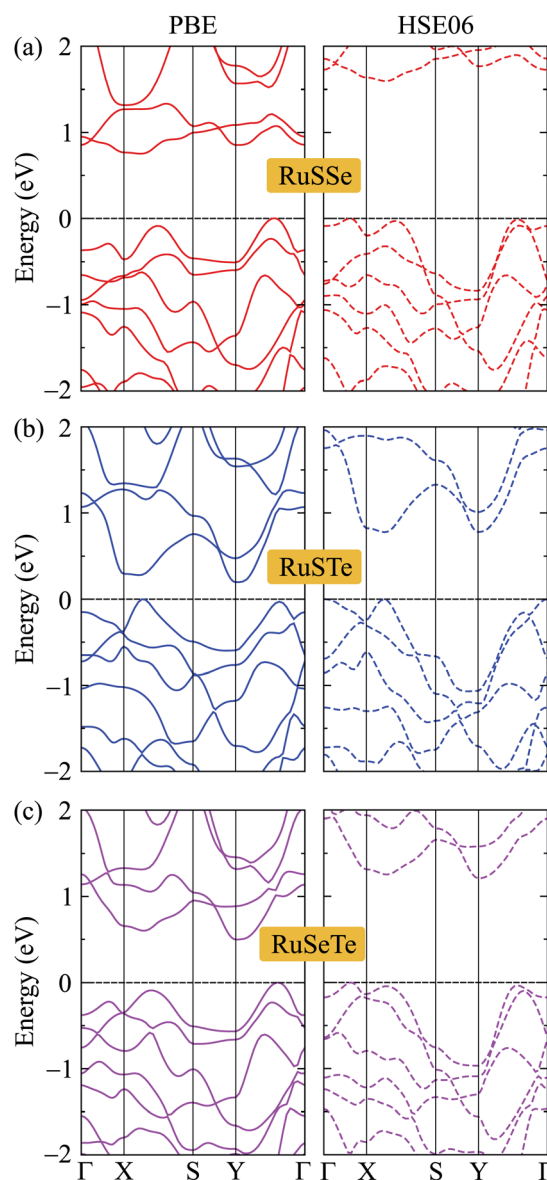 PBE HSE06
(a)
2
1
0
−1
−2
Energy (eV)
RuSSe
(b)
2
1
0
−1
−2
Energy (eV)
RuSTe
(c)
2
1
0
−1
−2
Energy (eV)
RuSeTe
Γ X S Y Γ Γ X S Y Γ